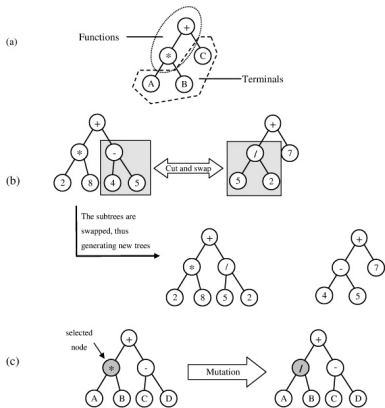 (a)
Functions
+
*
C
A
B
Terminals
(b)
+
*
-
2
8
4
5
Cut and swap
+
/
7
5
2
The subtrees are
swapped, thus
generating new trees
+
*
/
2
8
5
2
+
-
7
4
5
(c)
selected
node
+
*
-
A
B
C
D
Mutation
+
/
-
A
B
C
D